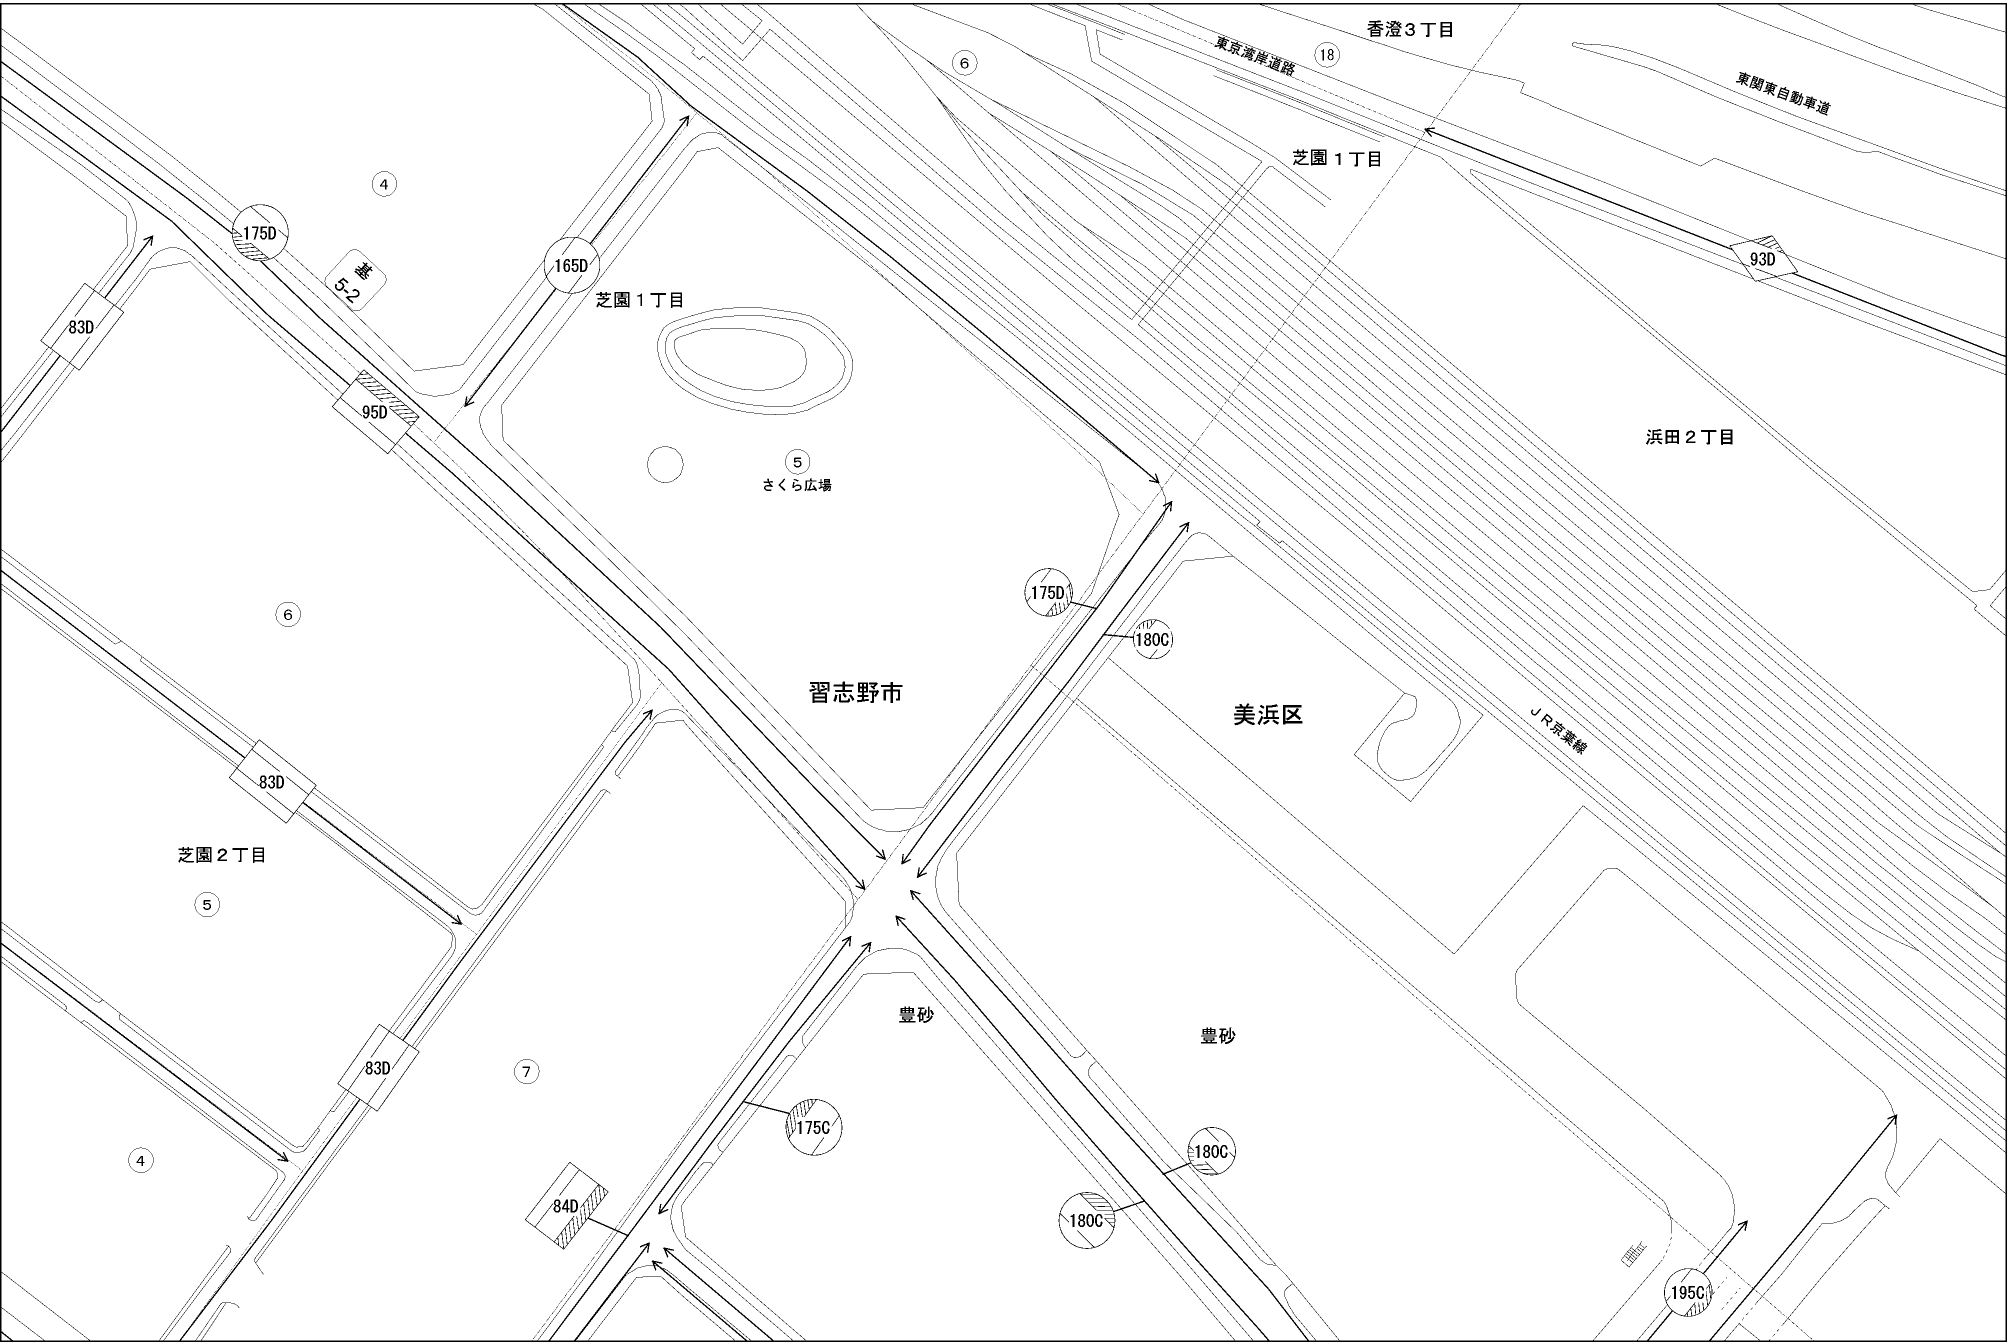 香澄３丁目
18
東京湾岸道路
6
東関東自動車道
芝園１丁目
4
175D
基
5-2
165D
93D
芝園１丁目
83D
95D
浜田２丁目
5
さくら広場
175D
6
180C
習志野市
美浜区
ＪＲ京葉線
83D
芝園２丁目
5
豊砂
豊砂
83D
7
175C
4
180C
84D
180C
195C